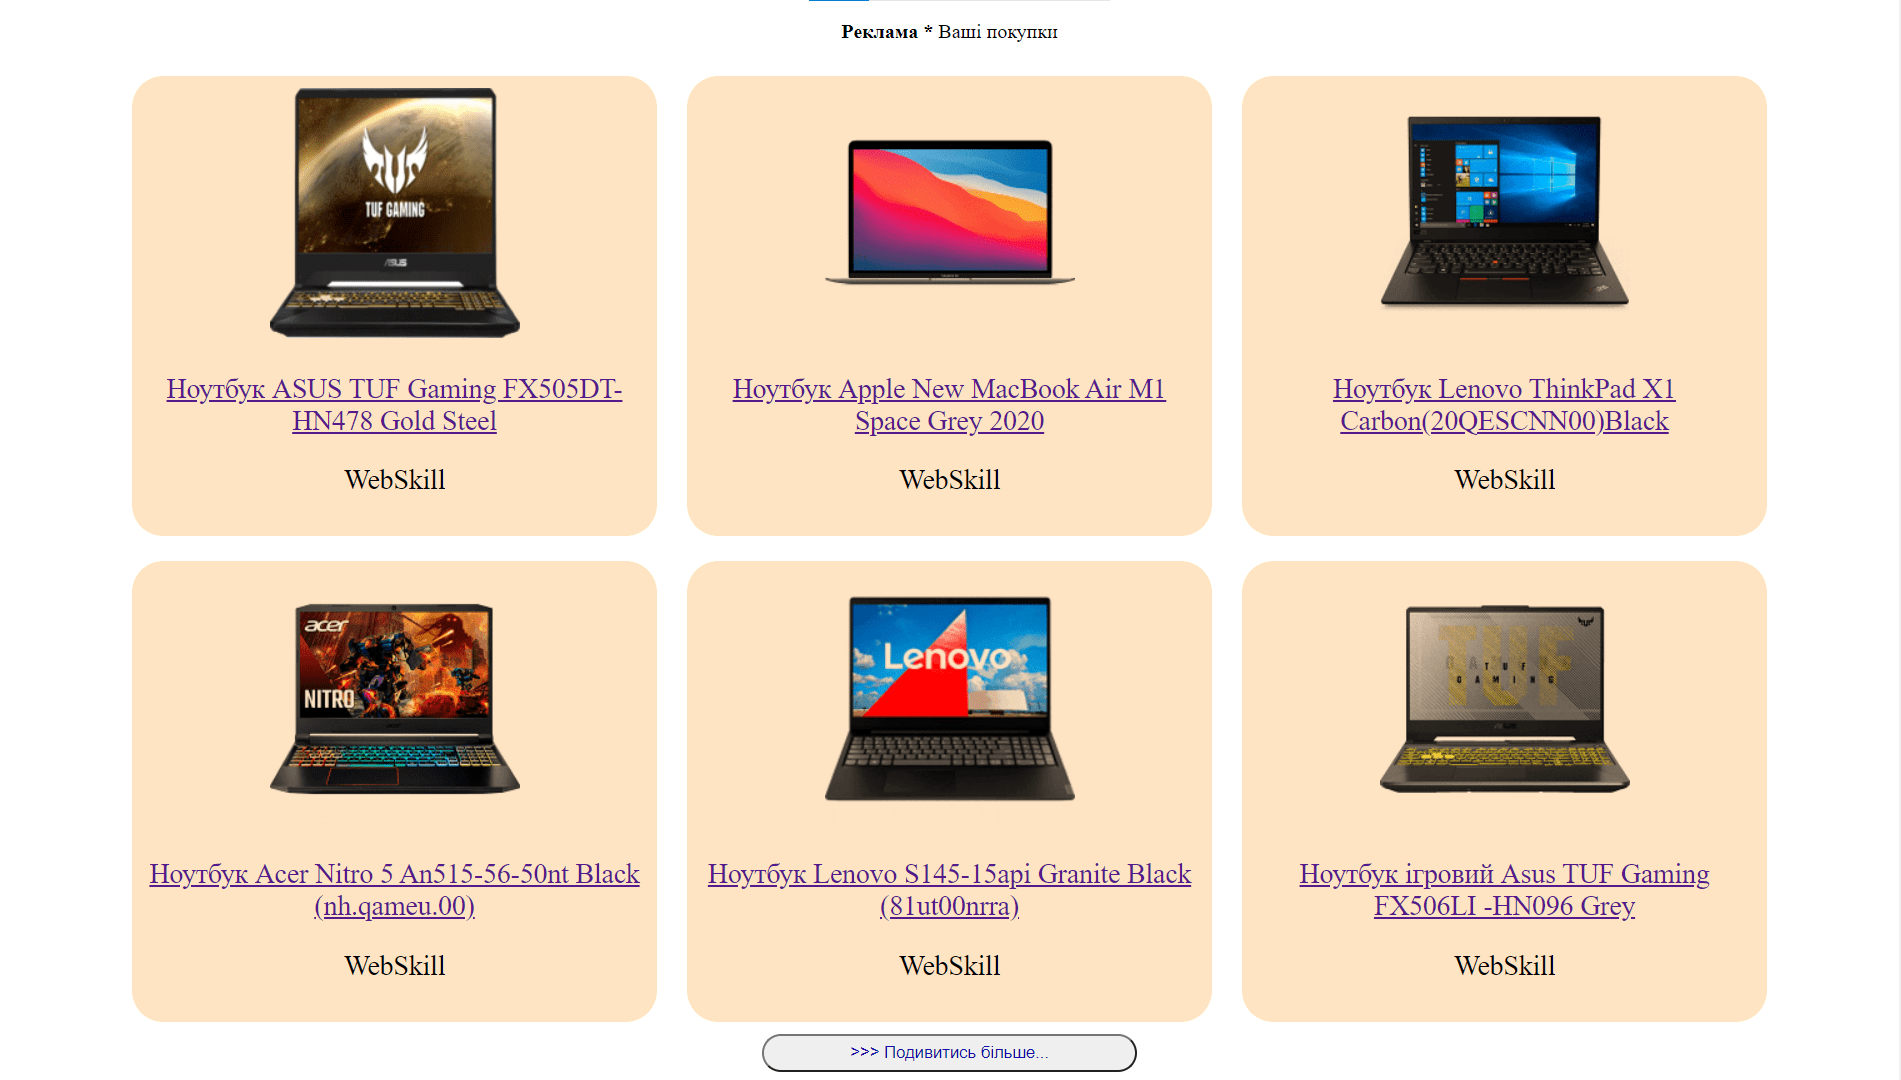 Реклама * Ваші покупки
TUF GAMING
ASUS
Ноутбук ASUS TUF Gaming FX505DT-
HN478 Gold Steel
WebSkill
Ноутбук Apple New MacBook Air M1
Space Grey 2020
WebSkill
Ноутбук Lenovo ThinkPad X1
Carbon(20QESCNN00)Black
WebSkill
acer
NITRO
Ноутбук Acer Nitro 5 An515-56-50nt Black
(nh.qameu.00)
WebSkill
Lenovo
Ноутбук Lenovo S145-15api Granite Black
(81ut00nrra)
WebSkill
TUF
GAMING
Ноутбук ігровий Asus TUF Gaming
FX506LI -HN096 Grey
WebSkill
>>> Подивитись більше...